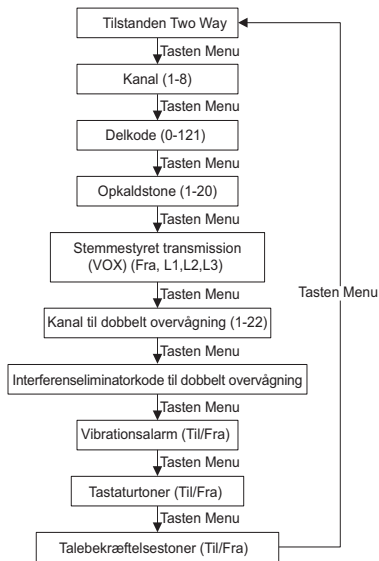 Tilstanden Two Way
Tasten Menu
Kanal (1-8)
Tasten Menu
Delkode (0-121)
Tasten Menu
Opkaldstone (1-20)
Tasten Menu
Stemmestyret transmission
(VOX) (Fra, L1,L2,L3)
Tasten Menu
Tasten Menu
Kanal til dobbelt overvågning (1-22)
Tasten Menu
Interferenseliminatorkode til dobbelt overvågning
Tasten Menu
Vibrationsalarm (Til/Fra)
Tasten Menu
Tastaturtoner (Til/Fra)
Tasten Menu
Talebekræftelsestoner (Til/Fra)